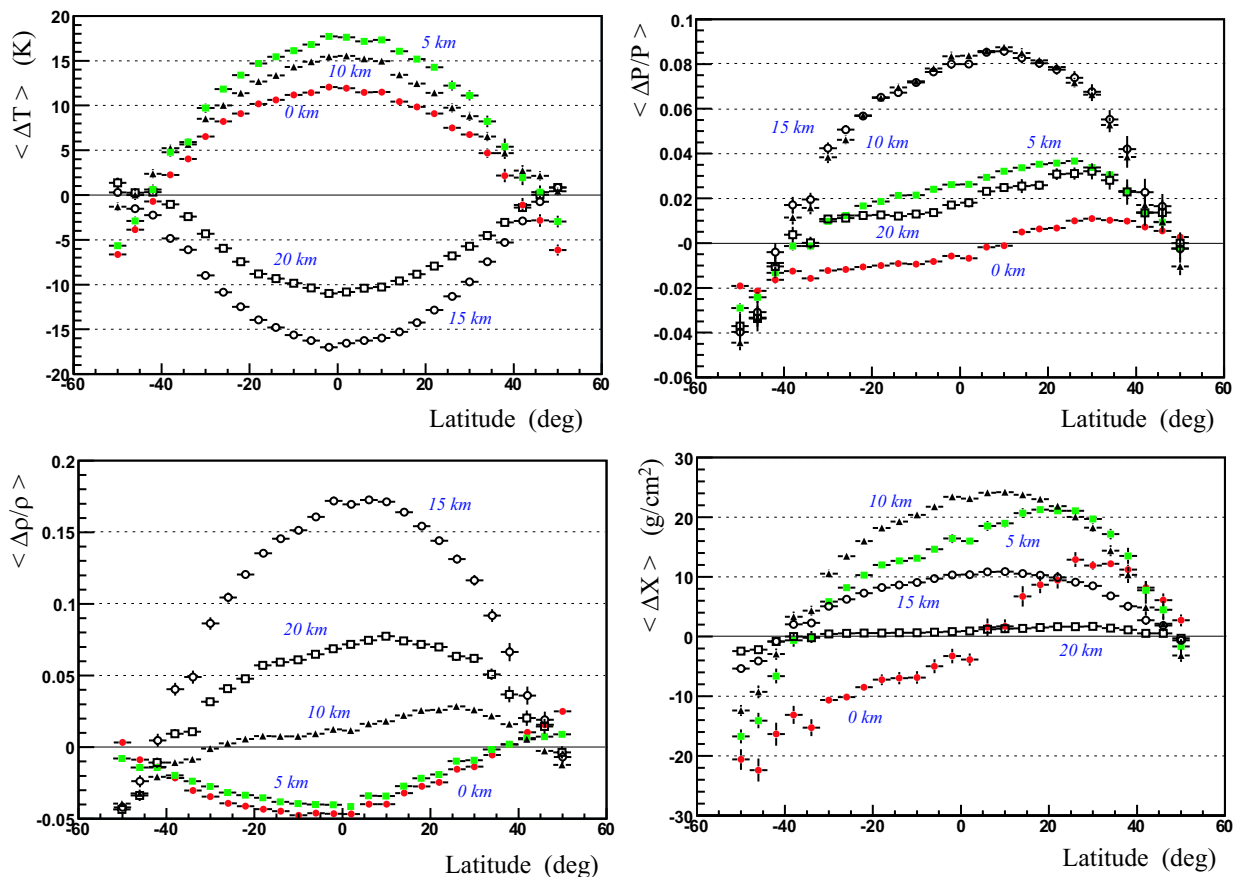 < ΔT > (K)
20
15
10
5
0
-5
-10
-15
-20
5 km
10 km
0 km
20 km
15 km
-60 -40 -20 0 20 40 60
Latitude (deg)
< ΔP/P >
0.1
0.08
0.06
0.04
0.02
-0
-0.02
-0.04
-0.06
15 km
10 km
5 km
20 km
0 km
-60 -40 -20 0 20 40 60
Latitude (deg)
< Δρ/ρ >
0.2
0.15
0.1
0.05
0
-0.05
15 km
20 km
10 km
5 km
0 km
-60 -40 -20 0 20 40 60
Latitude (deg)
< ΔX > (g/cm²)
30
20
10
0
-10
-20
-30
10 km
5 km
15 km
20 km
0 km
-60 -40 -20 0 20 40 60
Latitude (deg)